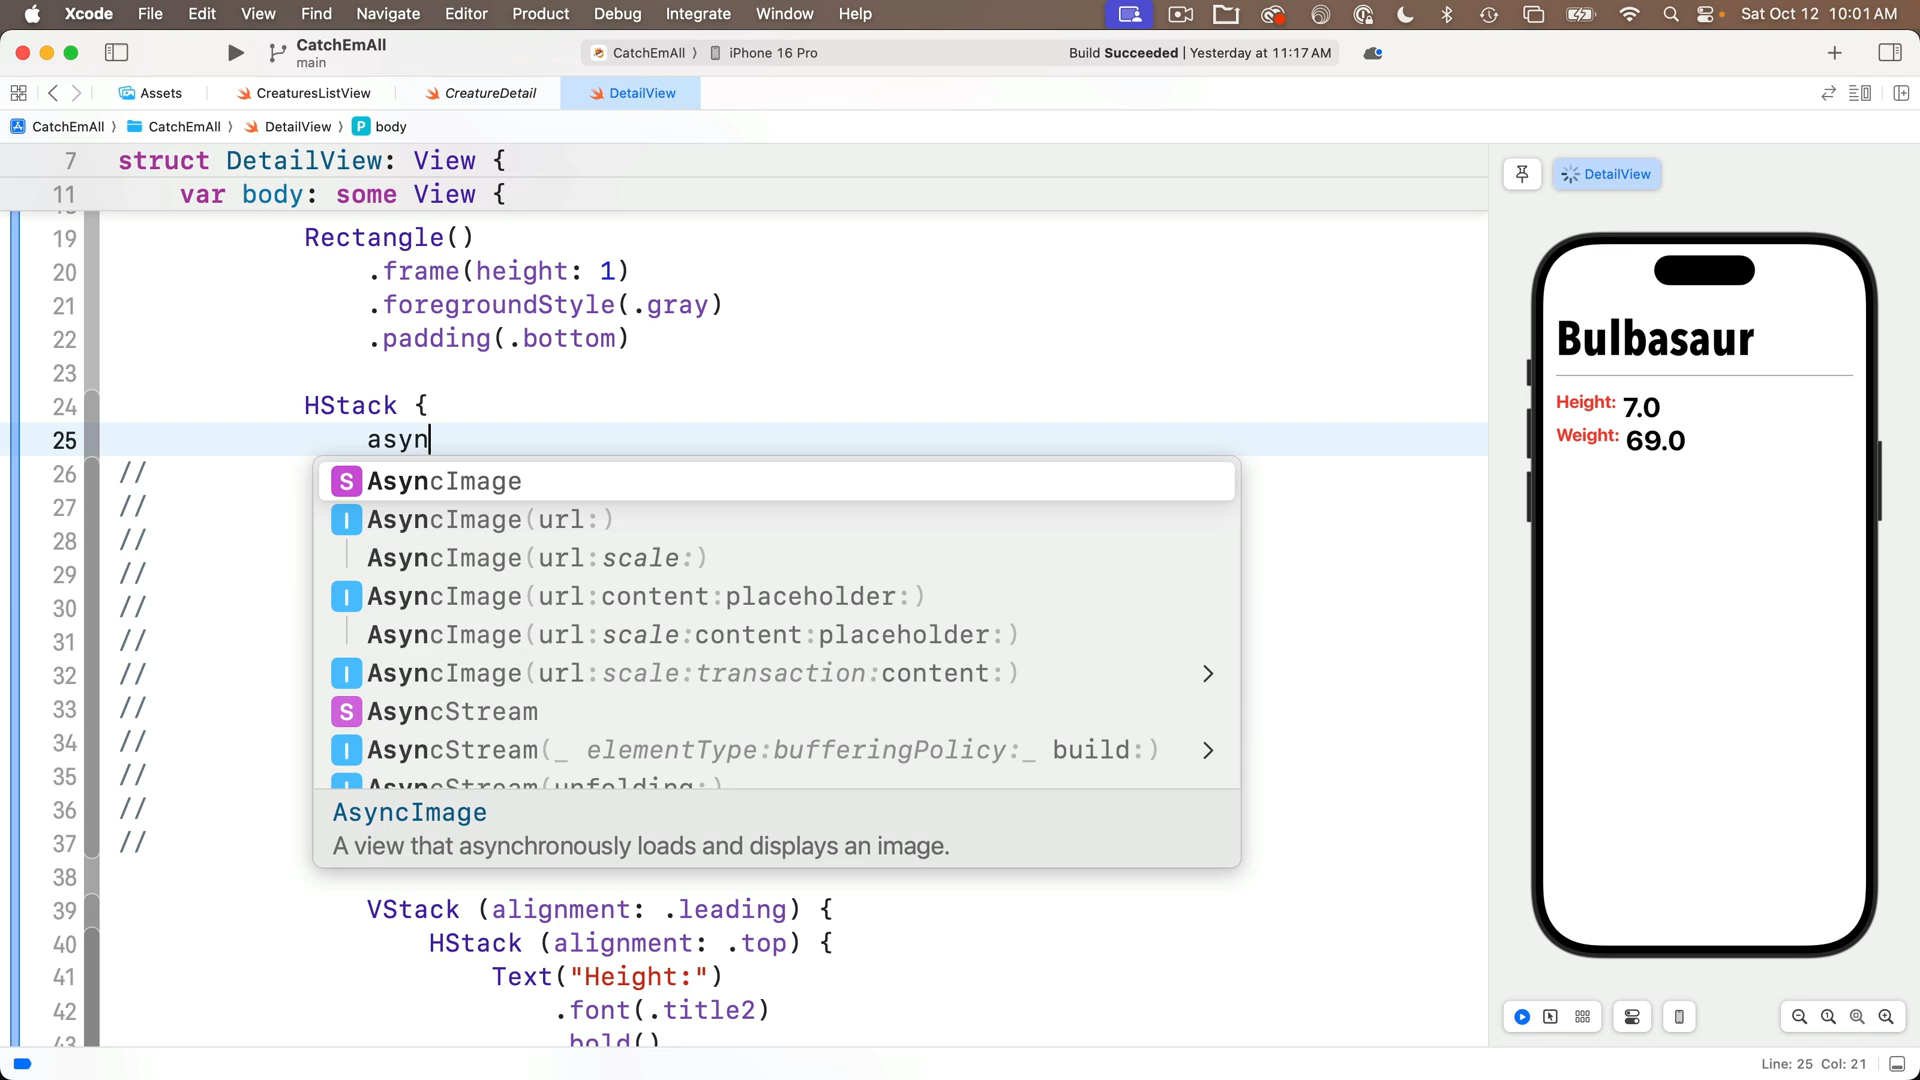 Xcode File Edit View Find Navigate Editor Product Debug Integrate Window Help Sat Oct 12 10:01 AM
CatchEmAll
main
CatchEmAll iPhone 16 Pro
Build Succeeded | Yesterday at 11:17 AM
Assets CreaturesListView CreatureDetail DetailView
CatchEmAll CatchEmAll DetailView P body
7 struct DetailView: View {
11 var body: some View {
19 Rectangle()
20 .frame(height: 1)
21 .foregroundStyle(.gray)
22 .padding(.bottom)
23
24 HStack {
25 asyn
26 //
27 //
28 //
29 //
30 //
31 //
32 //
33 //
34 //
35 //
36 //
37 //
S AsyncImage
I AsyncImage(url:)
AsyncImage(url:scale:)
I AsyncImage(url:content:placeholder:)
AsyncImage(url:scale:content:placeholder:)
I AsyncImage(url:scale:transaction:content:)
S AsyncStream
I AsyncStream(_ elementType:bufferingPolicy:_ build:)
I AsyncStream(unfolding:)
AsyncImage
A view that asynchronously loads and displays an image.
38
39 VStack (alignment: .leading) {
40 HStack (alignment: .top) {
41 Text("Height:")
42 .font(.title2)
43 .bold()
DetailView
Bulbasaur
Height: 7.0
Weight: 69.0
Line: 25 Col: 21